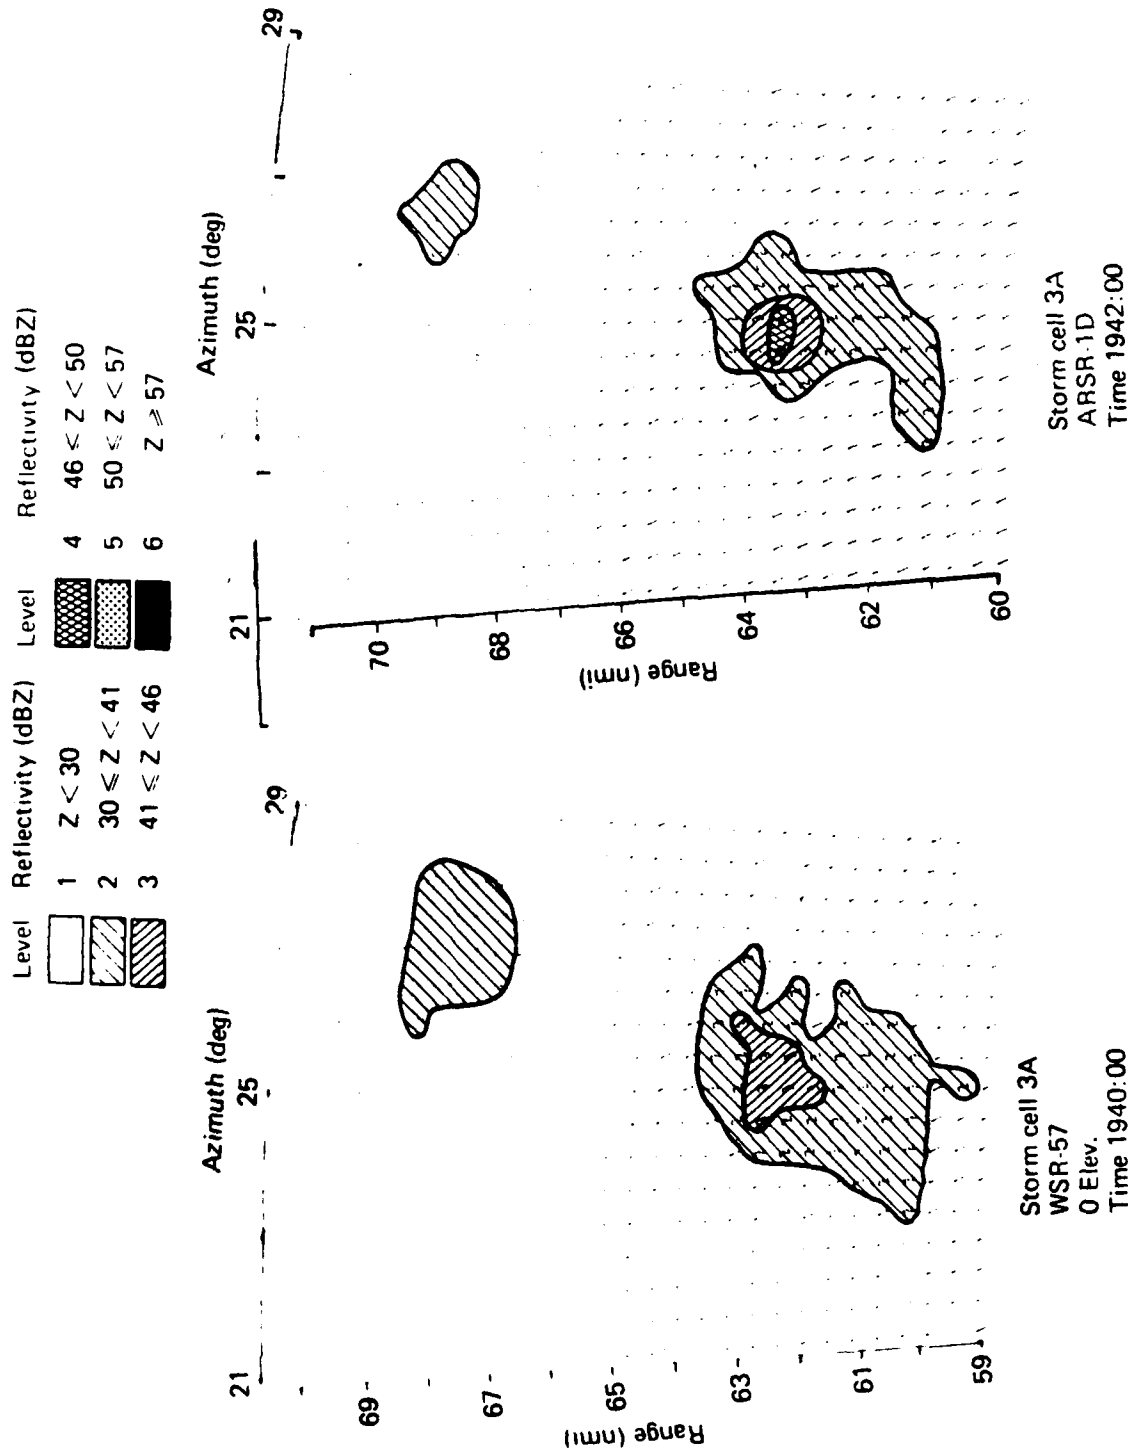 Level Reflectivity (dBZ) Level Reflectivity (dBZ)
1 Z < 30 4 46 ≤ Z < 50
2 30 ≤ Z < 41 5 50 ≤ Z < 57
3 41 ≤ Z < 46 6 Z ≥ 57
Azimuth (deg)
21 25 29
Range (nmi)
69
67
65
63
61
59
Storm cell 3A
WSR-57
0 Elev.
Time 1940:00
Azimuth (deg)
21 25 29
Range (nmi)
70
68
66
64
62
60
Storm cell 3A
ARSR-1D
Time 1942:00